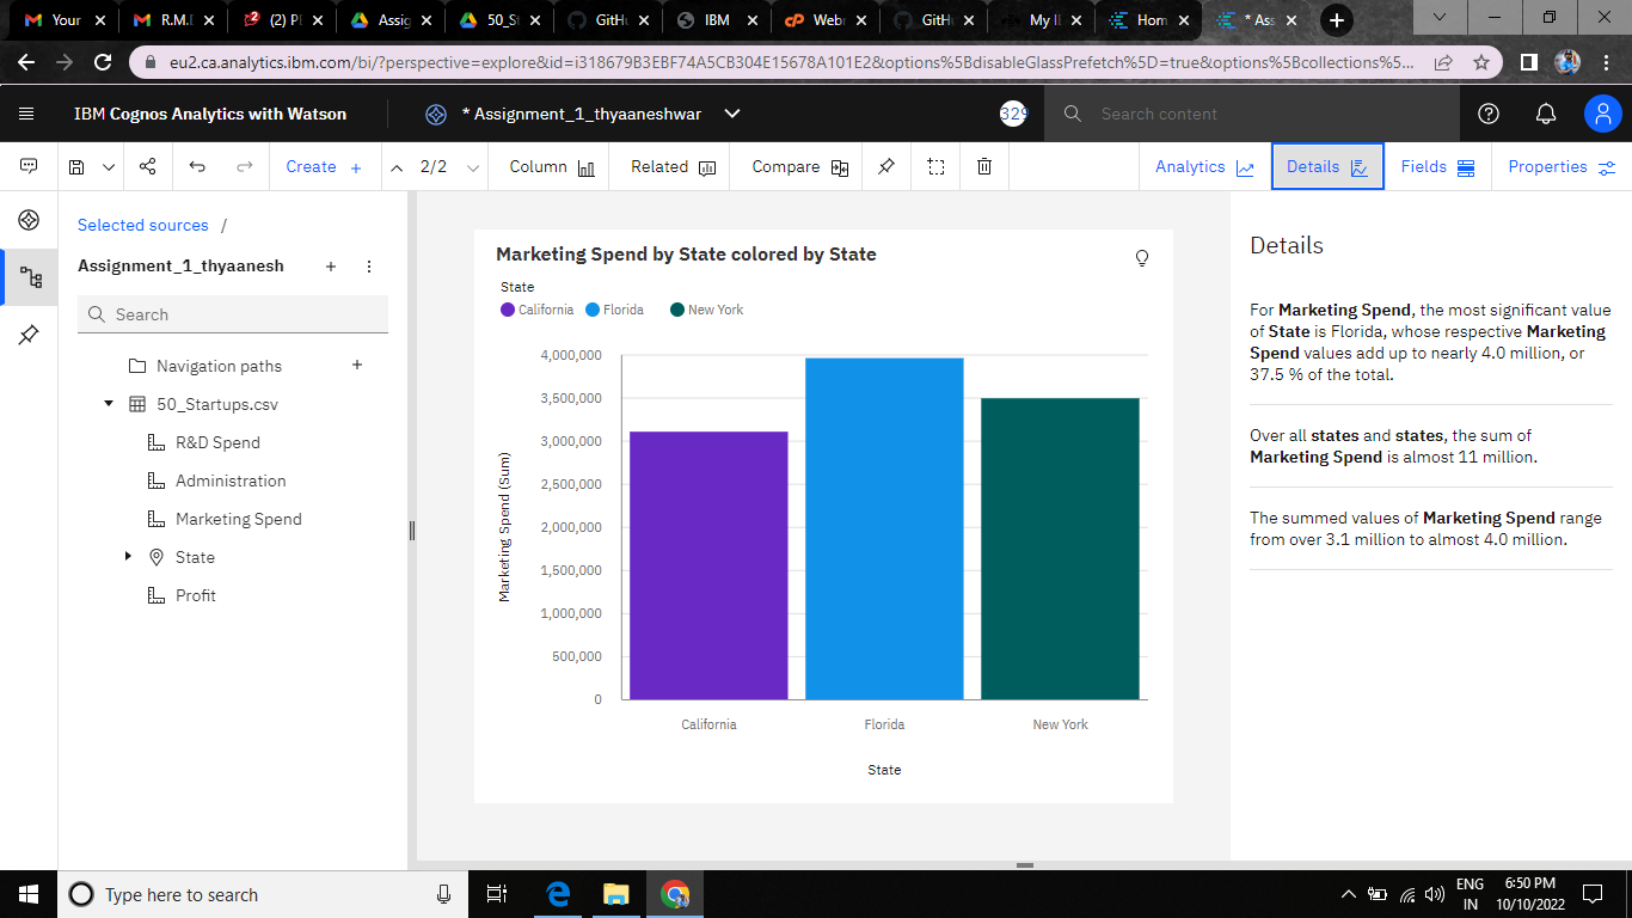 Your
R.M.I
(2) Pl
Assig
50_St
GitHu
IBM
Webr
GitHu
My II
Hom
* Ass
eu2.ca.analytics.ibm.com/bi/?perspective=explore&id=i318679B3EBF74A5CB304E15678A101E2&options%5BdisableGlassPrefetch%5D=true&options%5Bcollections%5...
IBM Cognos Analytics with Watson
* Assignment_1_thyaaneshwar
329
Search content
Create
2/2
Column
Related
Compare
Analytics
Details
Fields
Properties
Selected sources /
Assignment_1_thyaanesh
Search
Navigation paths
50_Startups.csv
R&D Spend
Administration
Marketing Spend
State
Profit
Marketing Spend by State colored by State
State
California
Florida
New York
Marketing Spend (Sum)
4,000,000
3,500,000
3,000,000
2,500,000
2,000,000
1,500,000
1,000,000
500,000
0
California
Florida
New York
State
Details
For Marketing Spend, the most significant value
of State is Florida, whose respective Marketing
Spend values add up to nearly 4.0 million, or
37.5 % of the total.
Over all states and states, the sum of
Marketing Spend is almost 11 million.
The summed values of Marketing Spend range
from over 3.1 million to almost 4.0 million.
Type here to search
ENG
IN
6:50 PM
10/10/2022